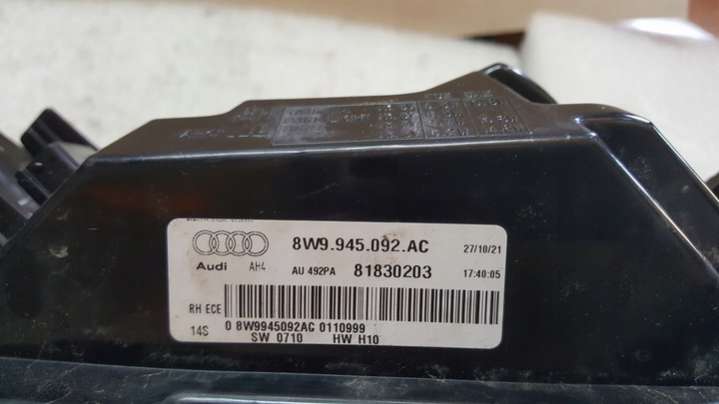 8W9.945.092.AC
27/10/21
Audi AH4 AU 492PA 81830203 17:40:05
RH ECE
14S 0 8W9945092AC 0110999
SW 0710 HW H10